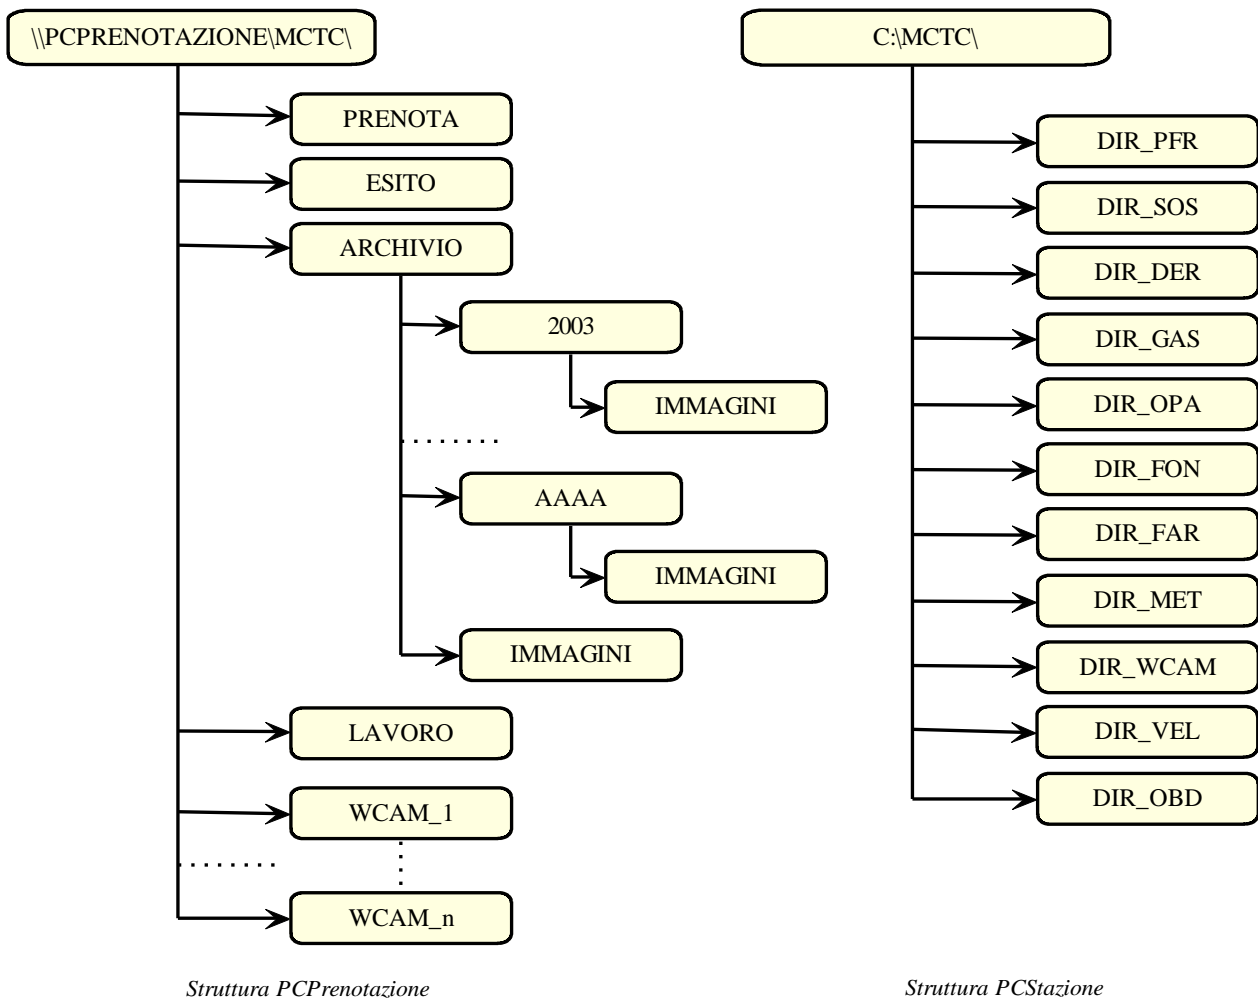 \\PCPRENOTAZIONE\MCTC\
PRENOTA
ESITO
ARCHIVIO
2003
IMMAGINI
AAAA
IMMAGINI
IMMAGINI
LAVORO
WCAM_1
WCAM_n
Struttura PCPrenotazione
C:\MCTC\
DIR_PFR
DIR_SOS
DIR_DER
DIR_GAS
DIR_OPA
DIR_FON
DIR_FAR
DIR_MET
DIR_WCAM
DIR_VEL
DIR_OBD
Struttura PCStazione